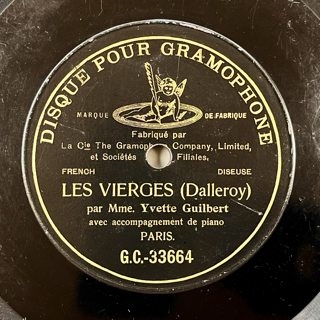 DISQUE POUR GRAMOPHONE
MARQUE DE FABRIQUE
Fabriqué par
La Cie The Gramoph Company, Limited,
et Sociétés Filiales.
FRENCH DISEUSE
LES VIERGES (Dalleroy)
par Mme. Yvette Guilbert
avec accompagnement de piano
PARIS.
G.C.-33664